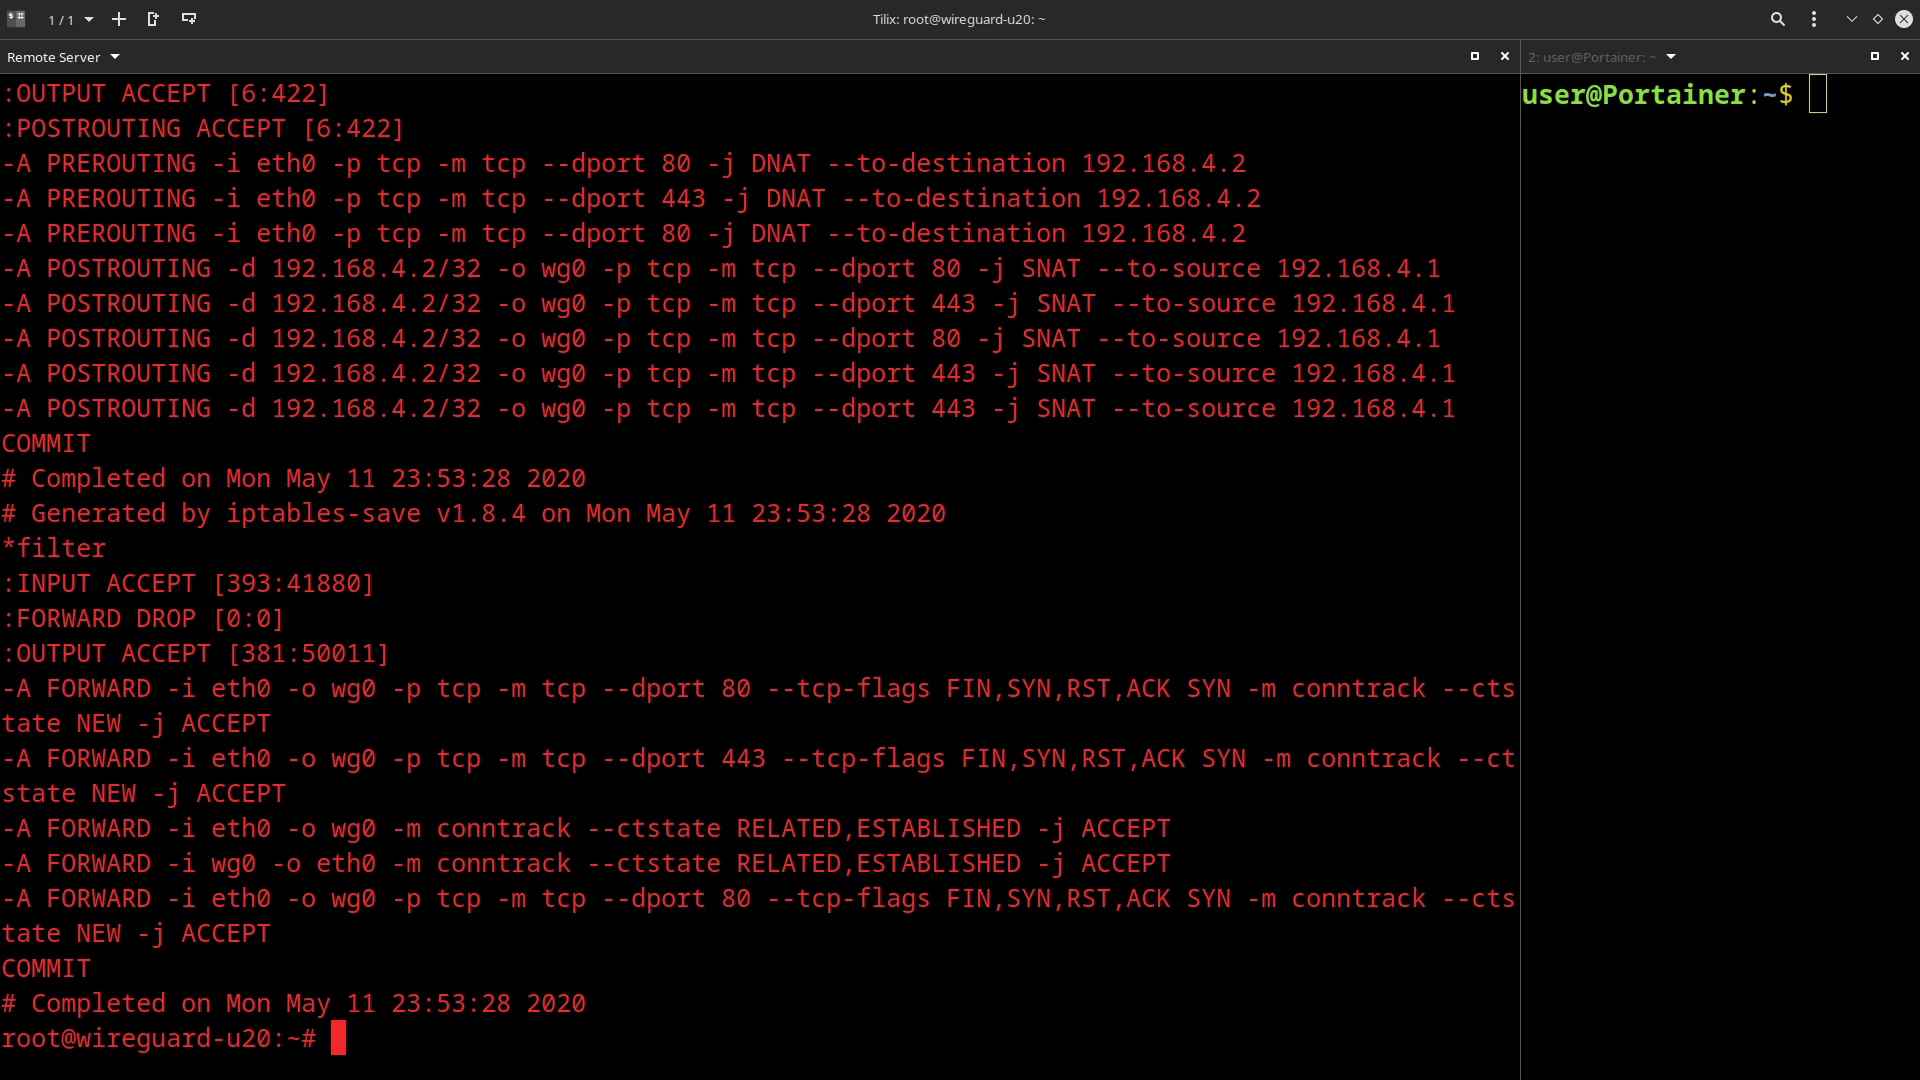 1 / 1
Tilix: root@wireguard-u20: ~
Remote Server
2: user@Portainer: ~
:OUTPUT ACCEPT [6:422]
:POSTROUTING ACCEPT [6:422]
-A PREROUTING -i eth0 -p tcp -m tcp --dport 80 -j DNAT --to-destination 192.168.4.2
-A PREROUTING -i eth0 -p tcp -m tcp --dport 443 -j DNAT --to-destination 192.168.4.2
-A PREROUTING -i eth0 -p tcp -m tcp --dport 80 -j DNAT --to-destination 192.168.4.2
-A POSTROUTING -d 192.168.4.2/32 -o wg0 -p tcp -m tcp --dport 80 -j SNAT --to-source 192.168.4.1
-A POSTROUTING -d 192.168.4.2/32 -o wg0 -p tcp -m tcp --dport 443 -j SNAT --to-source 192.168.4.1
-A POSTROUTING -d 192.168.4.2/32 -o wg0 -p tcp -m tcp --dport 80 -j SNAT --to-source 192.168.4.1
-A POSTROUTING -d 192.168.4.2/32 -o wg0 -p tcp -m tcp --dport 443 -j SNAT --to-source 192.168.4.1
-A POSTROUTING -d 192.168.4.2/32 -o wg0 -p tcp -m tcp --dport 443 -j SNAT --to-source 192.168.4.1
COMMIT
# Completed on Mon May 11 23:53:28 2020
# Generated by iptables-save v1.8.4 on Mon May 11 23:53:28 2020
*filter
:INPUT ACCEPT [393:41880]
:FORWARD DROP [0:0]
:OUTPUT ACCEPT [381:50011]
-A FORWARD -i eth0 -o wg0 -p tcp -m tcp --dport 80 --tcp-flags FIN,SYN,RST,ACK SYN -m conntrack --cts
tate NEW -j ACCEPT
-A FORWARD -i eth0 -o wg0 -p tcp -m tcp --dport 443 --tcp-flags FIN,SYN,RST,ACK SYN -m conntrack --ct
state NEW -j ACCEPT
-A FORWARD -i eth0 -o wg0 -m conntrack --ctstate RELATED,ESTABLISHED -j ACCEPT
-A FORWARD -i wg0 -o eth0 -m conntrack --ctstate RELATED,ESTABLISHED -j ACCEPT
-A FORWARD -i eth0 -o wg0 -p tcp -m tcp --dport 80 --tcp-flags FIN,SYN,RST,ACK SYN -m conntrack --cts
tate NEW -j ACCEPT
COMMIT
# Completed on Mon May 11 23:53:28 2020
root@wireguard-u20:~#
user@Portainer:~$